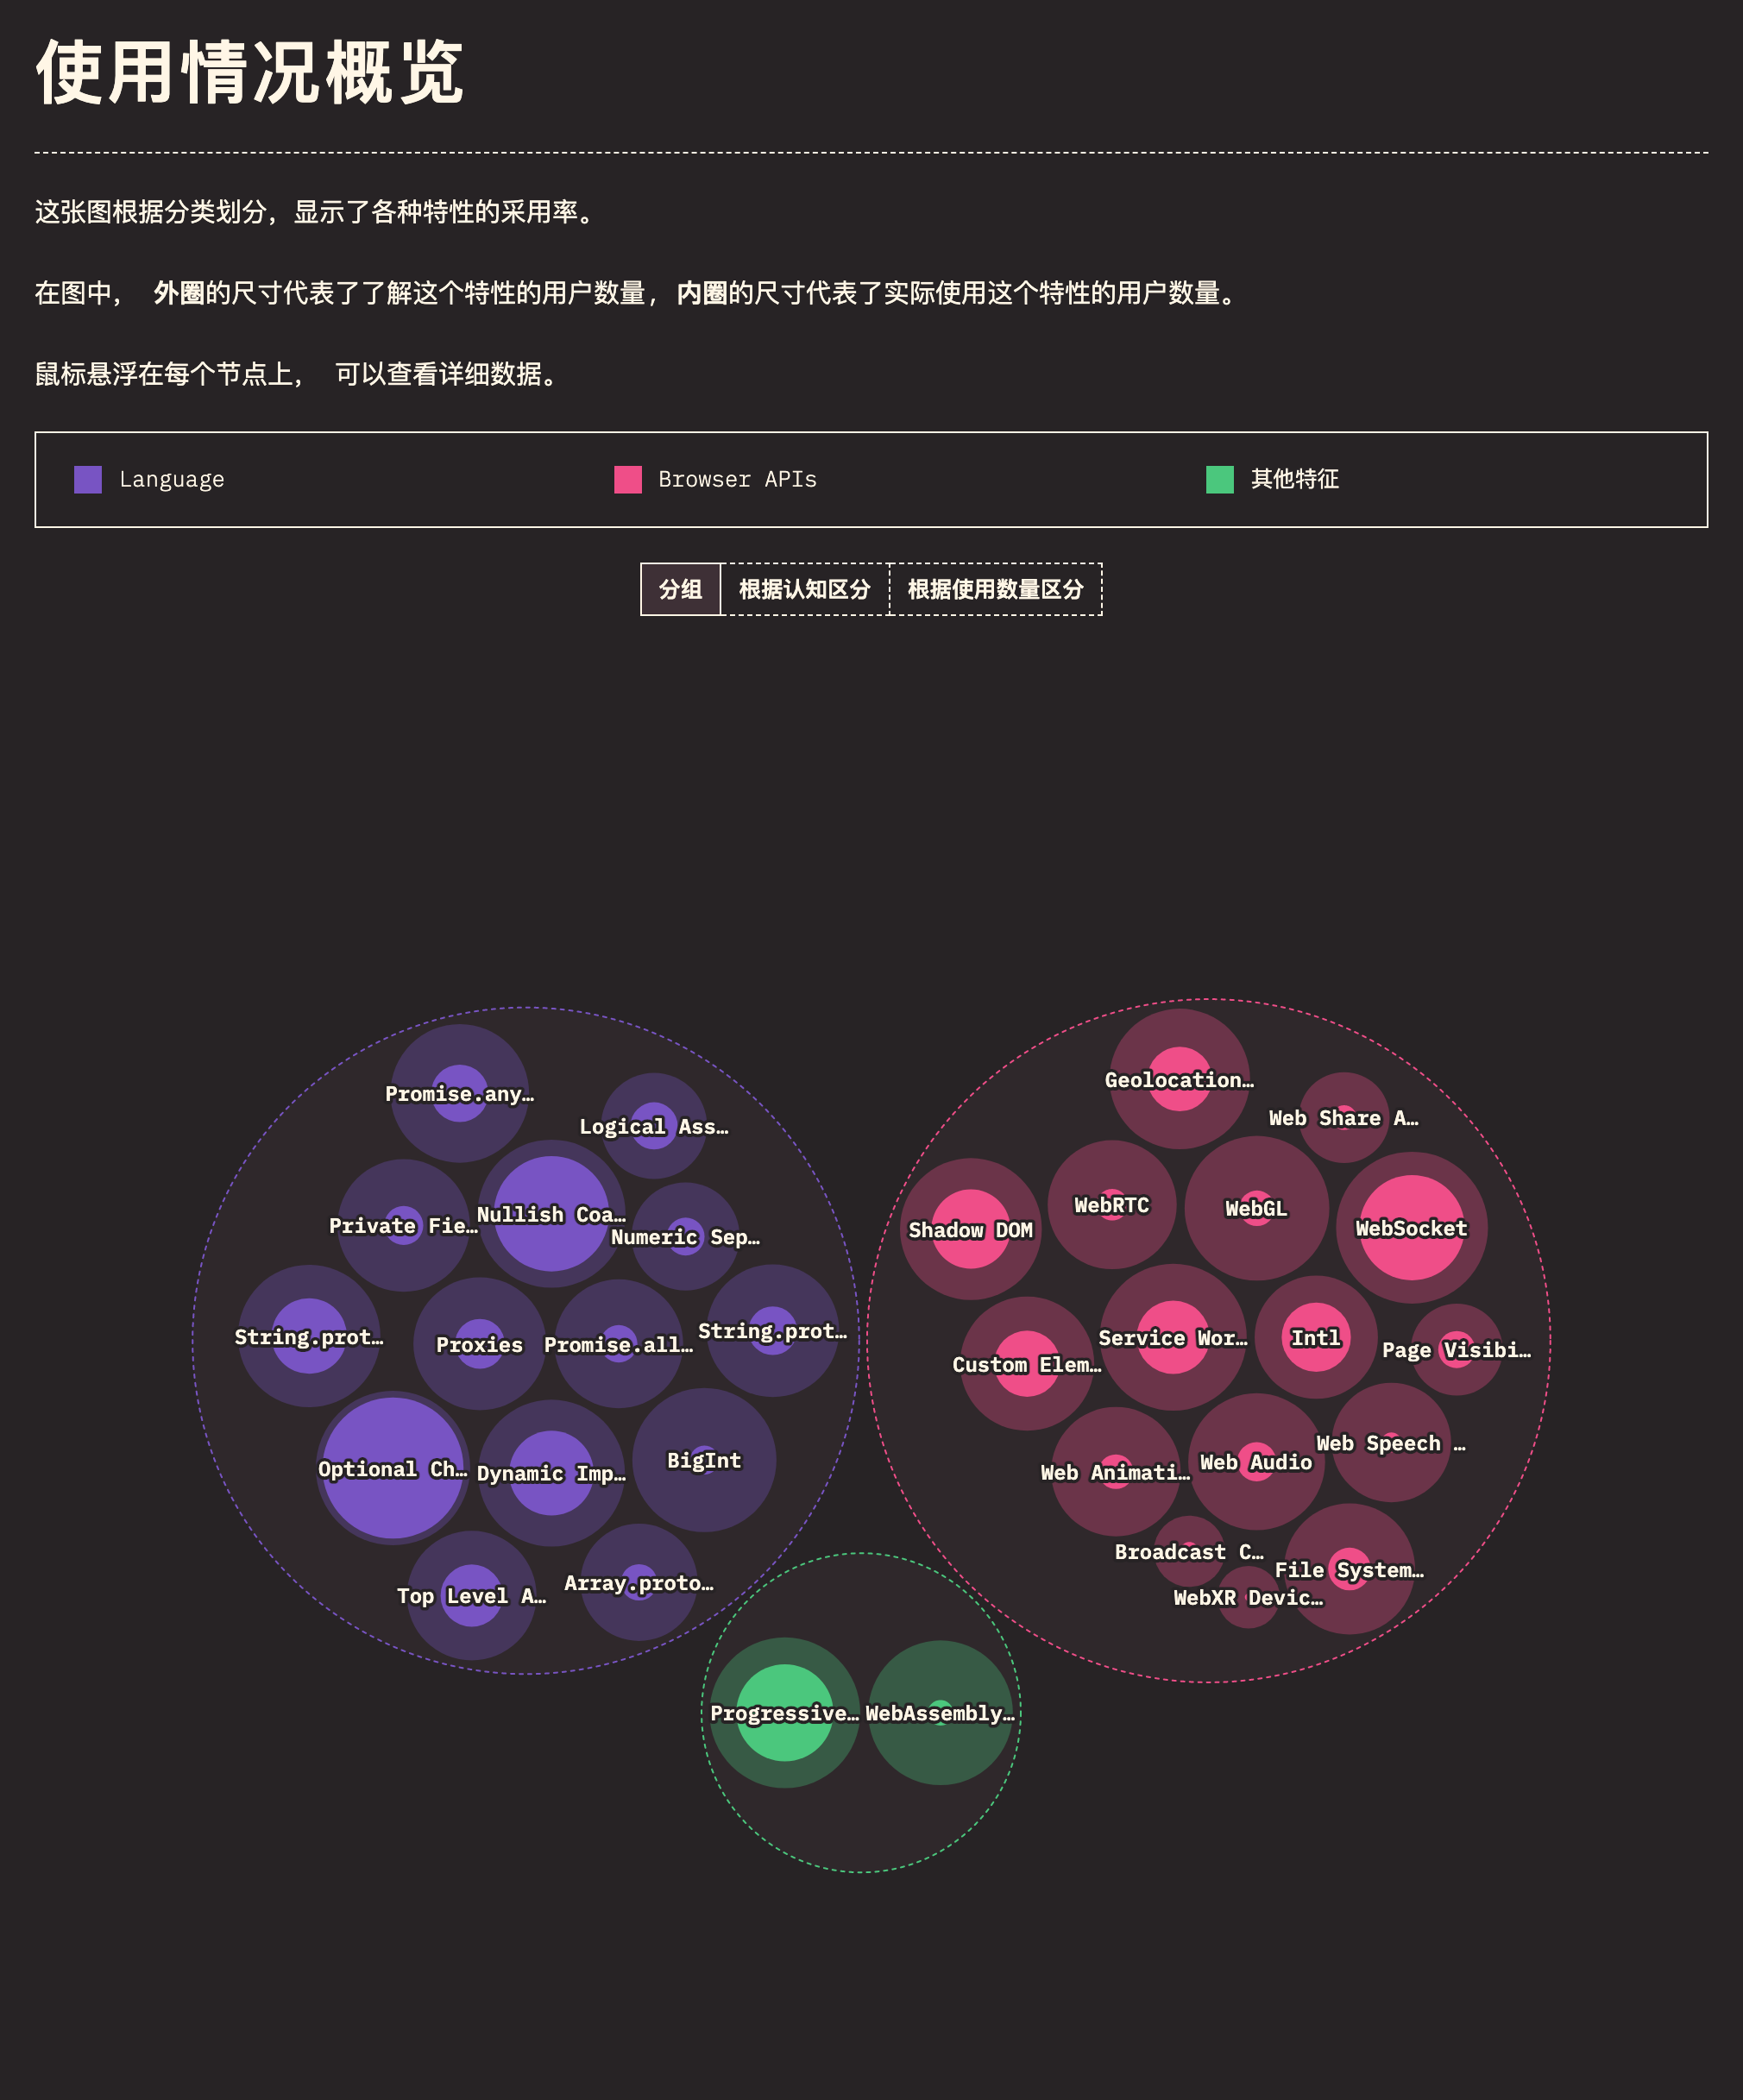 使用情况概览
这张图根据分类划分，显示了各种特性的采用率。
在图中， 外圈的尺寸代表了了解这个特性的用户数量，内圈的尺寸代表了实际使用这个特性的用户数量。
鼠标悬浮在每个节点上， 可以查看详细数据。
Language
Browser APIs
其他特征
分组
根据认知区分
根据使用数量区分
Promise.any…
Logical Ass…
Private Fie…
Nullish Coa…
Numeric Sep…
String.prot…
Proxies
Promise.all…
String.prot…
Optional Ch…
Dynamic Imp…
BigInt
Top Level A…
Array.proto…
Geolocation…
Web Share A…
Shadow DOM
WebRTC
WebGL
WebSocket
Custom Elem…
Service Wor…
Intl
Page Visibi…
Web Animati…
Web Audio
Web Speech …
Broadcast C…
File System…
WebXR Devic…
Progressive…
WebAssembly…